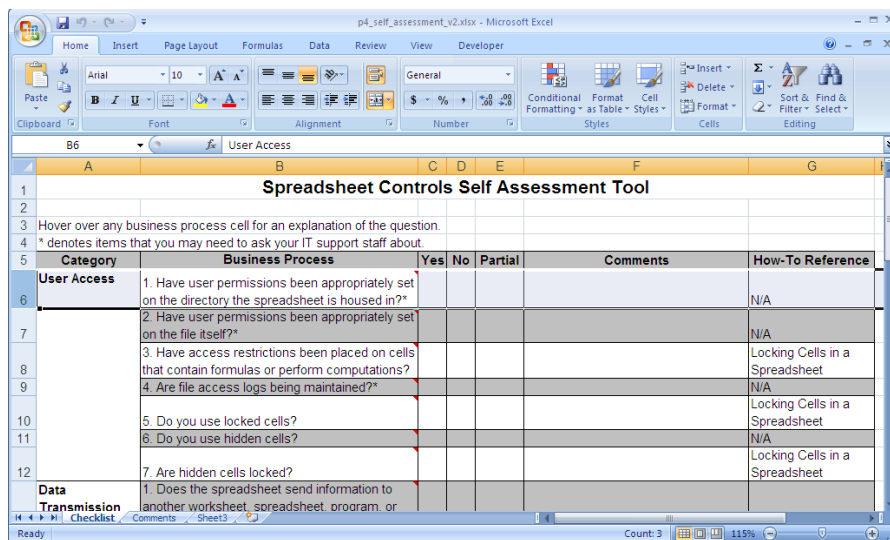 p4_self_assessment_v2.xlsx - Microsoft Excel
Home Insert Page Layout Formulas Data Review View Developer
Paste
Arial 10 A A
B I U A
General
$ % , .00 .00
Conditional Formatting Format as Table Cell Styles
Insert
Delete
Format
Σ
Sort & Filter Find & Select
Clipboard Font Alignment Number Styles Cells Editing
B6 fx User Access
A B C D E F G
1 Spreadsheet Controls Self Assessment Tool
2
3 Hover over any business process cell for an explanation of the question.
4 * denotes items that you may need to ask your IT support staff about.
5 Category Business Process Yes No Partial Comments How-To Reference
User Access
1. Have user permissions been appropriately set
6 on the directory the spreadsheet is housed in?* N/A
2. Have user permissions been appropriately set
7 on the file itself?* N/A
3. Have access restrictions been placed on cells Locking Cells in a
8 that contain formulas or perform computations? Spreadsheet
9 4. Are file access logs being maintained?* N/A
Locking Cells in a
10 5. Do you use locked cells? Spreadsheet
11 6. Do you use hidden cells? N/A
Locking Cells in a
12 7. Are hidden cells locked? Spreadsheet
Data 1. Does the spreadsheet send information to
Transmission another worksheet, spreadsheet, program, or
Checklist Comments Sheet3
Ready Count: 3 115%